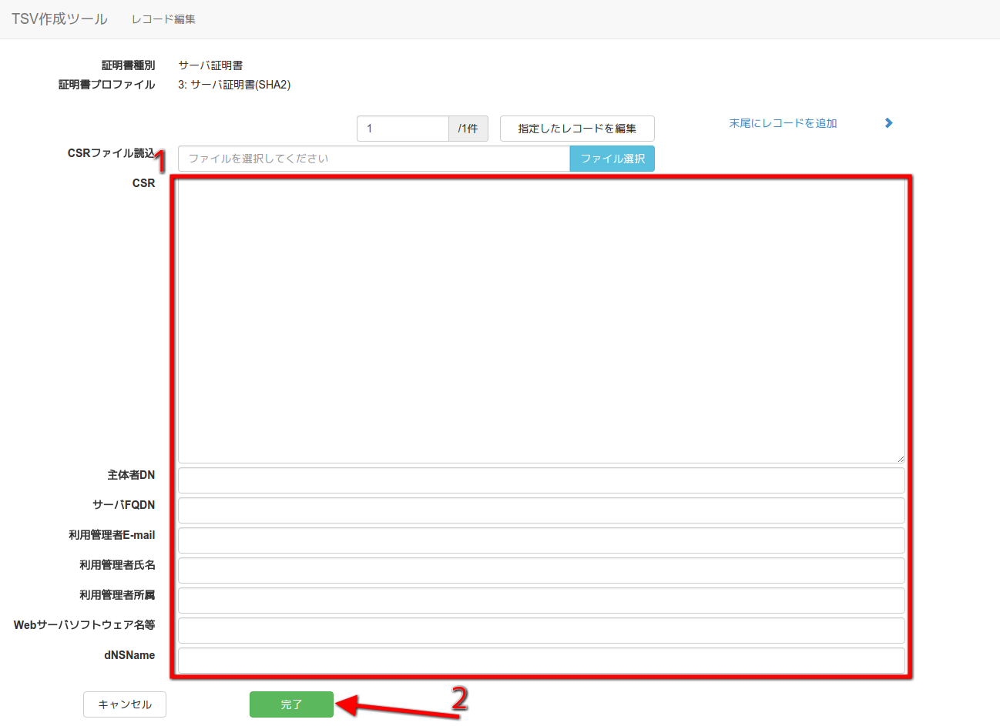 TSV作成ツール レコード編集
証明書種別 サーバ証明書
証明書プロファイル 3: サーバ証明書(SHA2)
1 /1件 指定したレコードを編集 末尾にレコードを追加
CSRファイル読込 1 ファイルを選択してください ファイル選択
CSR
主体者DN
サーバFQDN
利用管理者E-mail
利用管理者氏名
利用管理者所属
Webサーバソフトウェア名等
dNSName
キャンセル 完了 2